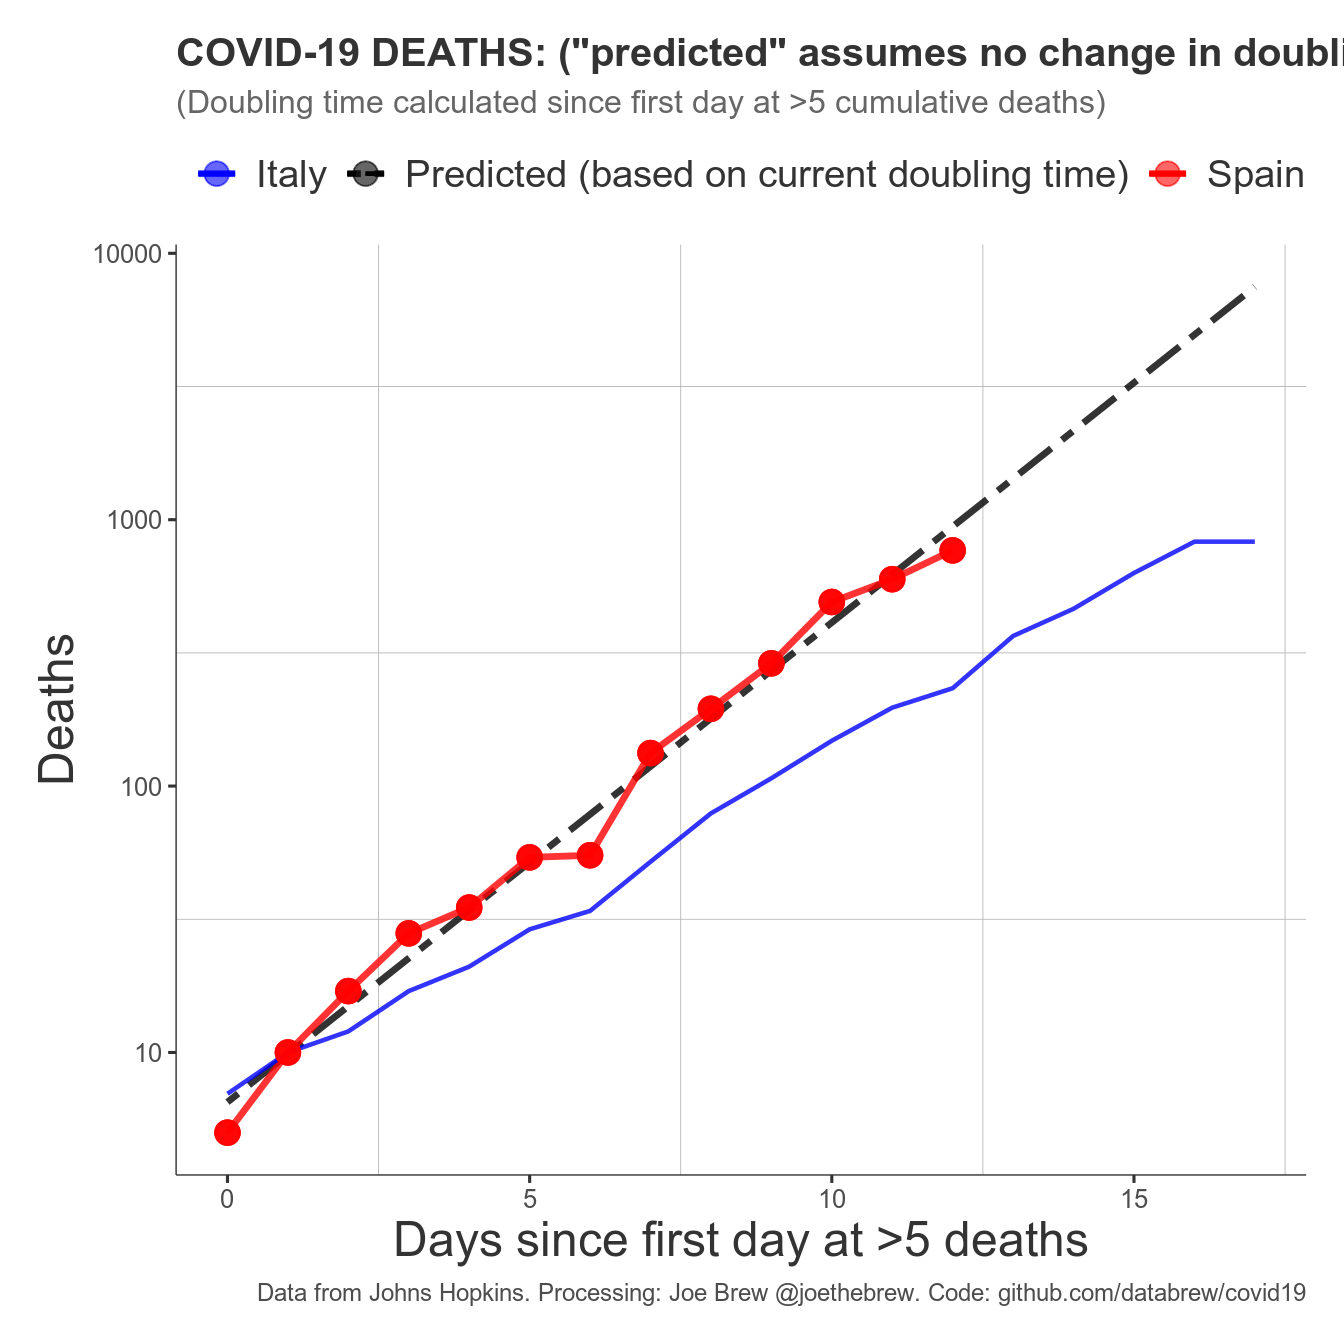 COVID-19 DEATHS: ("predicted" assumes no change in doubli
(Doubling time calculated since first day at >5 cumulative deaths)
Italy Predicted (based on current doubling time) Spain
10000
1000
100
10
Deaths
0 5 10 15
Days since first day at >5 deaths
Data from Johns Hopkins. Processing: Joe Brew @joethebrew. Code: github.com/databrew/covid19